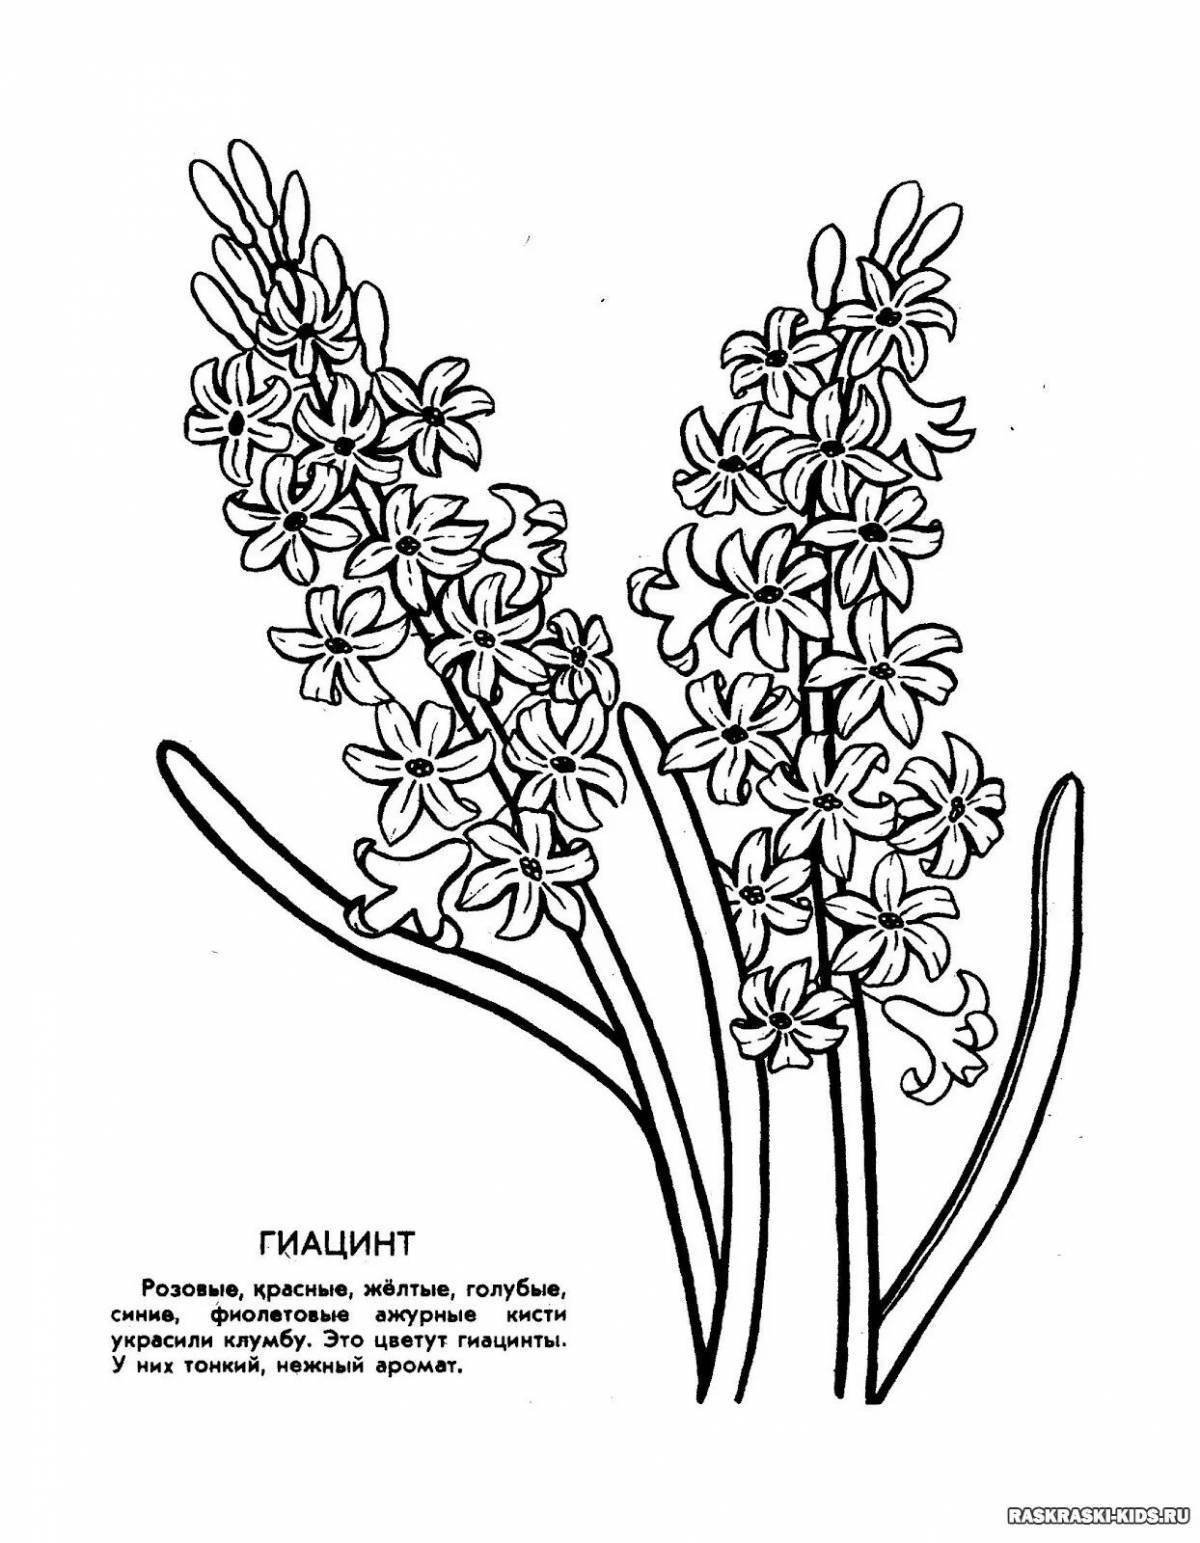 ГИАЦИНТ
Розовые, красные, жёлтые, голубые,
синие, фиолетовые ажурные кисти
украсили клумбу. Это цветут гиацинты.
У них тонкий, нежный аромат.
RASKRASKI-KIDS.RU